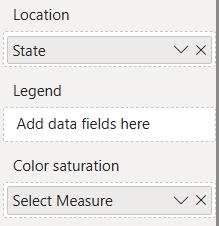 Location
State
Legend
Add data fields here
Color saturation
Select Measure